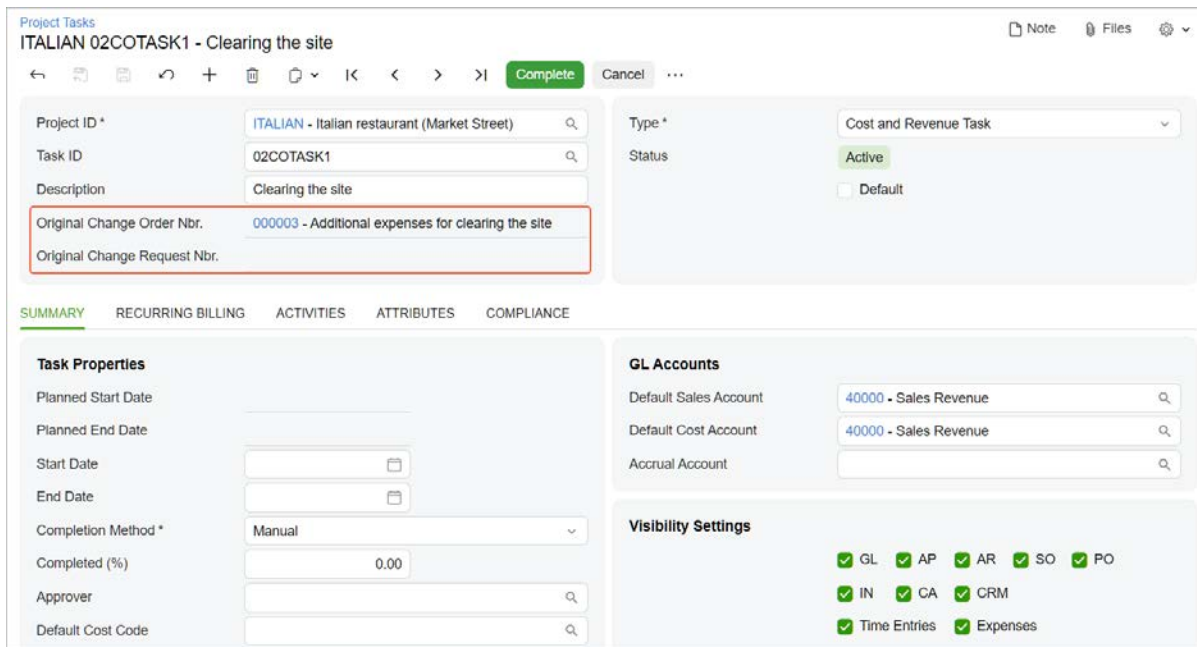 Project Tasks
ITALIAN 02COTASK1 - Clearing the site
Note Files
Complete Cancel
Project ID * ITALIAN - Italian restaurant (Market Street)
Task ID 02COTASK1
Description Clearing the site
Original Change Order Nbr. 000003 - Additional expenses for clearing the site
Original Change Request Nbr.
Type * Cost and Revenue Task
Status Active
Default
SUMMARY RECURRING BILLING ACTIVITIES ATTRIBUTES COMPLIANCE
Task Properties
Planned Start Date
Planned End Date
Start Date
End Date
Completion Method * Manual
Completed (%) 0.00
Approver
Default Cost Code
GL Accounts
Default Sales Account 40000 - Sales Revenue
Default Cost Account 40000 - Sales Revenue
Accrual Account
Visibility Settings
GL AP AR SO PO
IN CA CRM
Time Entries Expenses